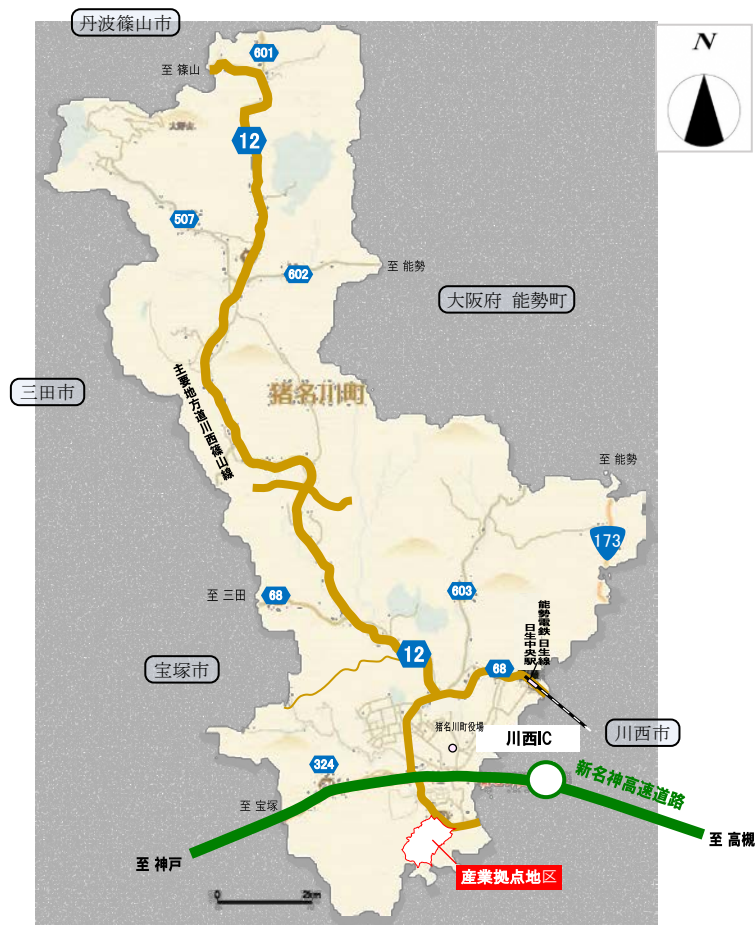 丹波篠山市
N
601
至 篠山
12
大野山
507
602
至 能勢
大阪府 能勢町
三田市
主要地方道川西篠山線
猪名川町
至 能勢
173
68
至 三田
603
能勢電鉄 日生線
日生中央駅
12
68
宝塚市
猪名川町役場
川西IC
川西市
324
新名神高速道路
至 宝塚
至 神戸
至 高槻
産業拠点地区
0